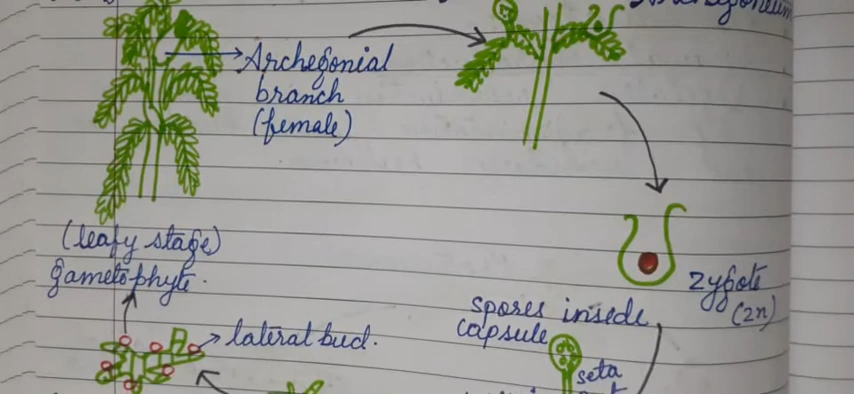 Archegonial
branch
(female)
(leafy stage)
gametophyte.
lateral bud.
zygote
(2n)
spores inside
capsule
seta